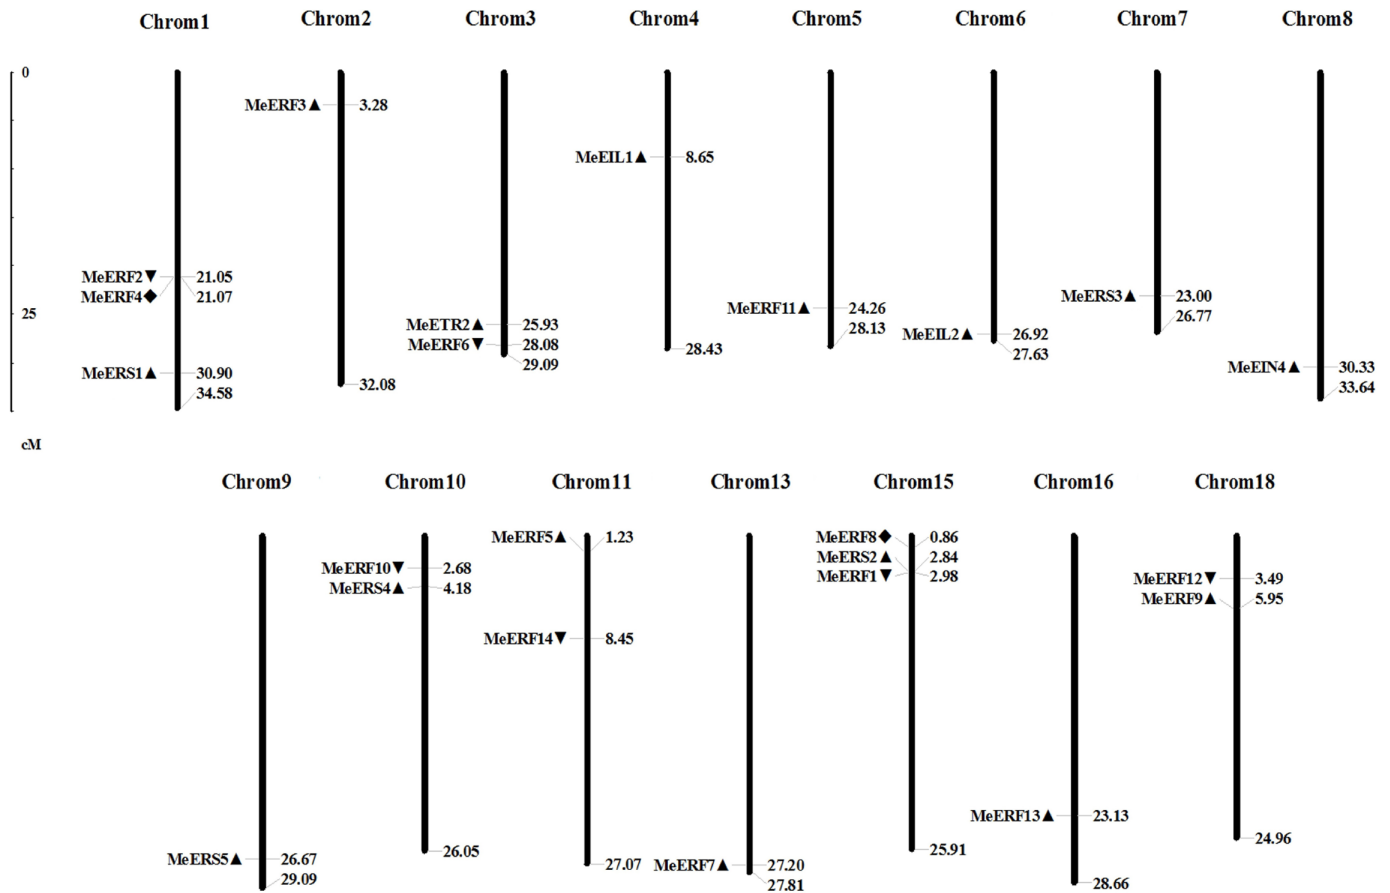 Chrom1 Chrom2 Chrom3 Chrom4 Chrom5 Chrom6 Chrom7 Chrom8
0
MeERF3▲ 3.28
MeEIL1▲ 8.65
MeERF2▼ 21.05
MeERF4◆ 21.07
MeERS3▲ 23.00
MeERF11▲ 24.26
26.77
25
MeETR2▲ 25.93
28.13
MeEIL2▲ 26.92
MeERF6▼ 28.08
28.43
27.63
29.09
MeEIN4▲ 30.33
MeERS1▲ 30.90
32.08
33.64
34.58
cM
Chrom9 Chrom10 Chrom11 Chrom13 Chrom15 Chrom16 Chrom18
MeERF5▲ 1.23
MeERF8◆ 0.86
MeERS2▲ 2.84
MeERF10▼ 2.68
MeERF1▼ 2.98
MeERF12▼ 3.49
MeERS4▲ 4.18
MeERF9▲ 5.95
MeERF14▼ 8.45
MeERF13▲ 23.13
24.96
25.91
26.05
MeERS5▲ 26.67
27.07
MeERF7▲ 27.20
28.66
27.81
29.09